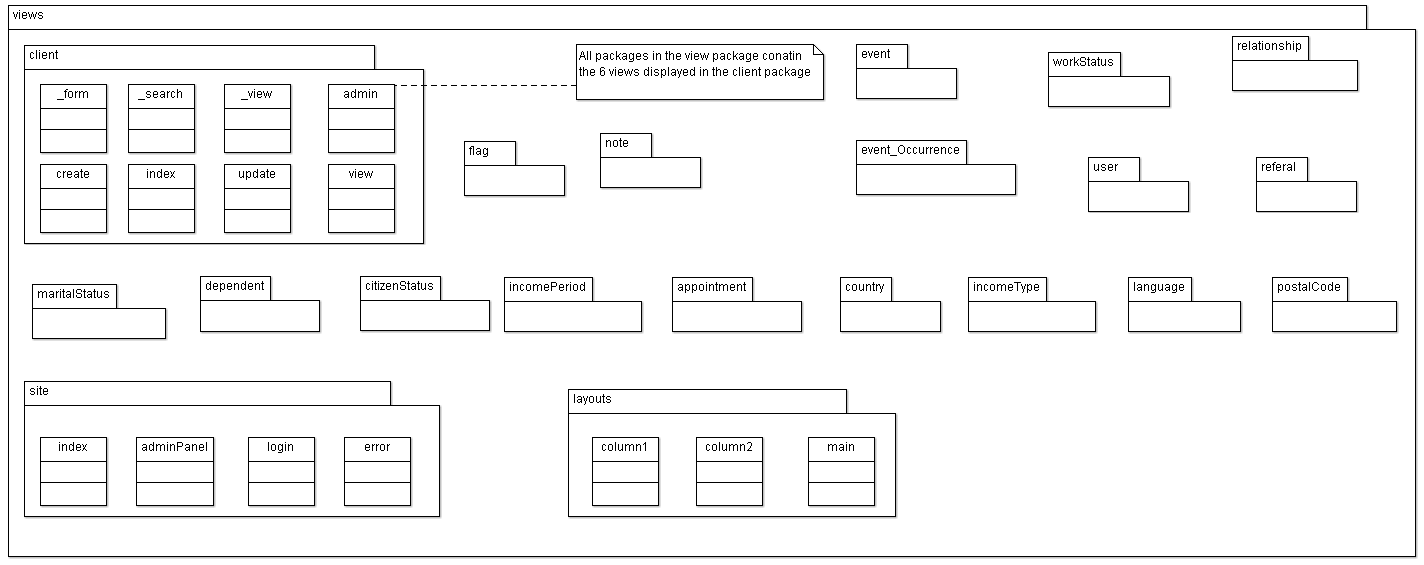 views
client
_form
_search
_view
admin
create
index
update
view
All packages in the view package conatin
the 6 views displayed in the client package
event
workStatus
relationship
flag
note
event_Occurrence
user
referal
maritalStatus
dependent
citizenStatus
incomePeriod
appointment
country
incomeType
language
postalCode
site
index
adminPanel
login
error
layouts
column1
column2
main